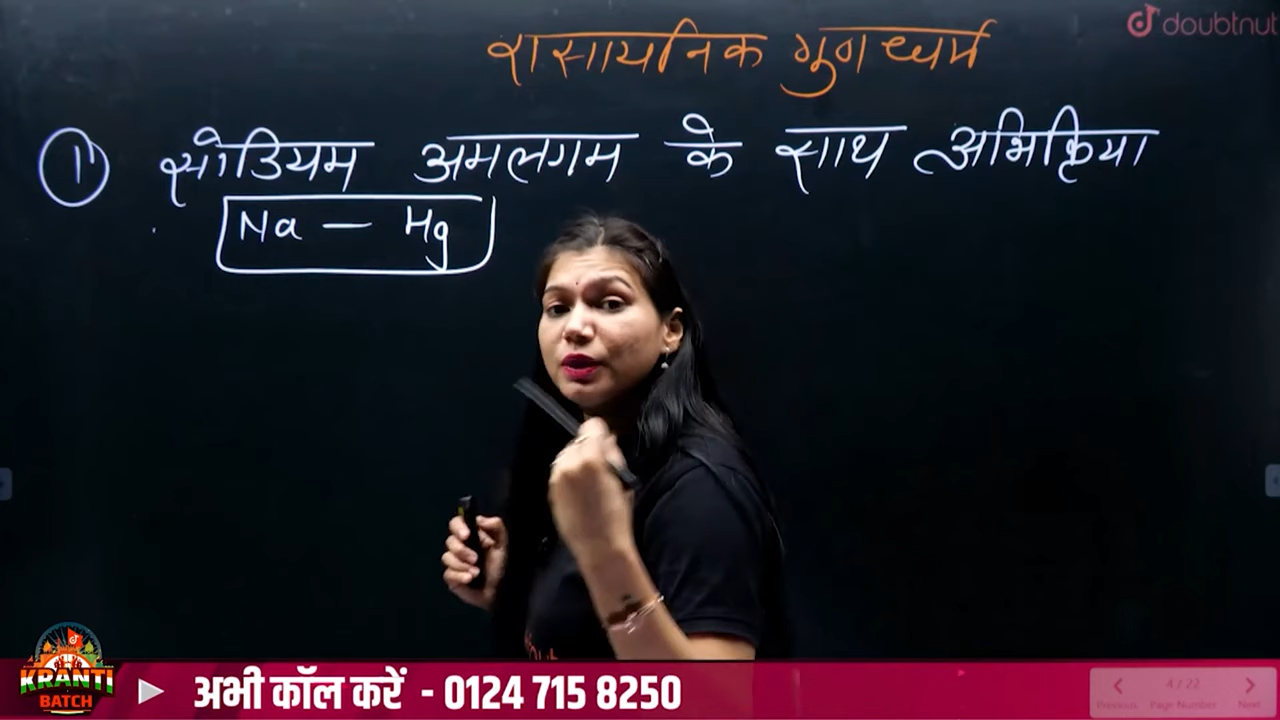 doubtnut
रासायनिक गुणधर्म
1 सोडियम अमलगम के साथ अभिक्रिया
Na — Hg
KRANTI
BATCH
अभी कॉल करें - 0124 715 8250
4 / 22
Previous Page Number Next